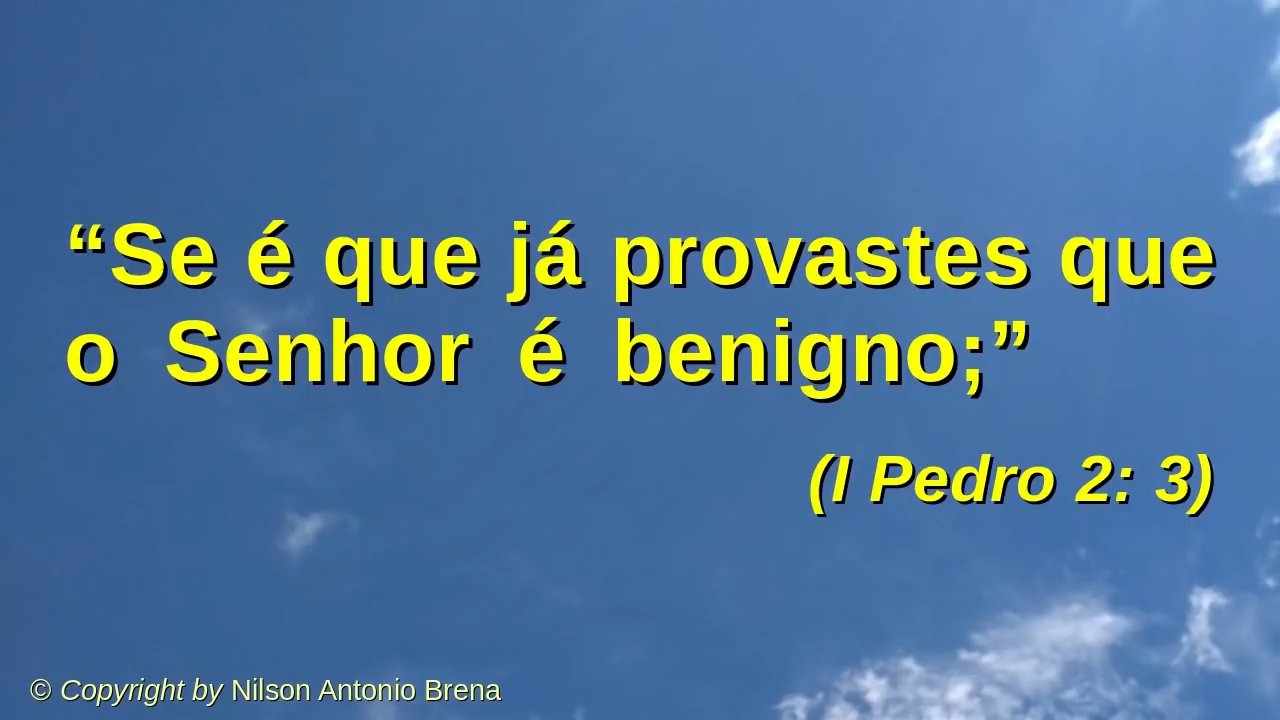 “Se é que já provastes que
o Senhor é benigno;”
(I Pedro 2: 3)
© Copyright by Nilson Antonio Brena